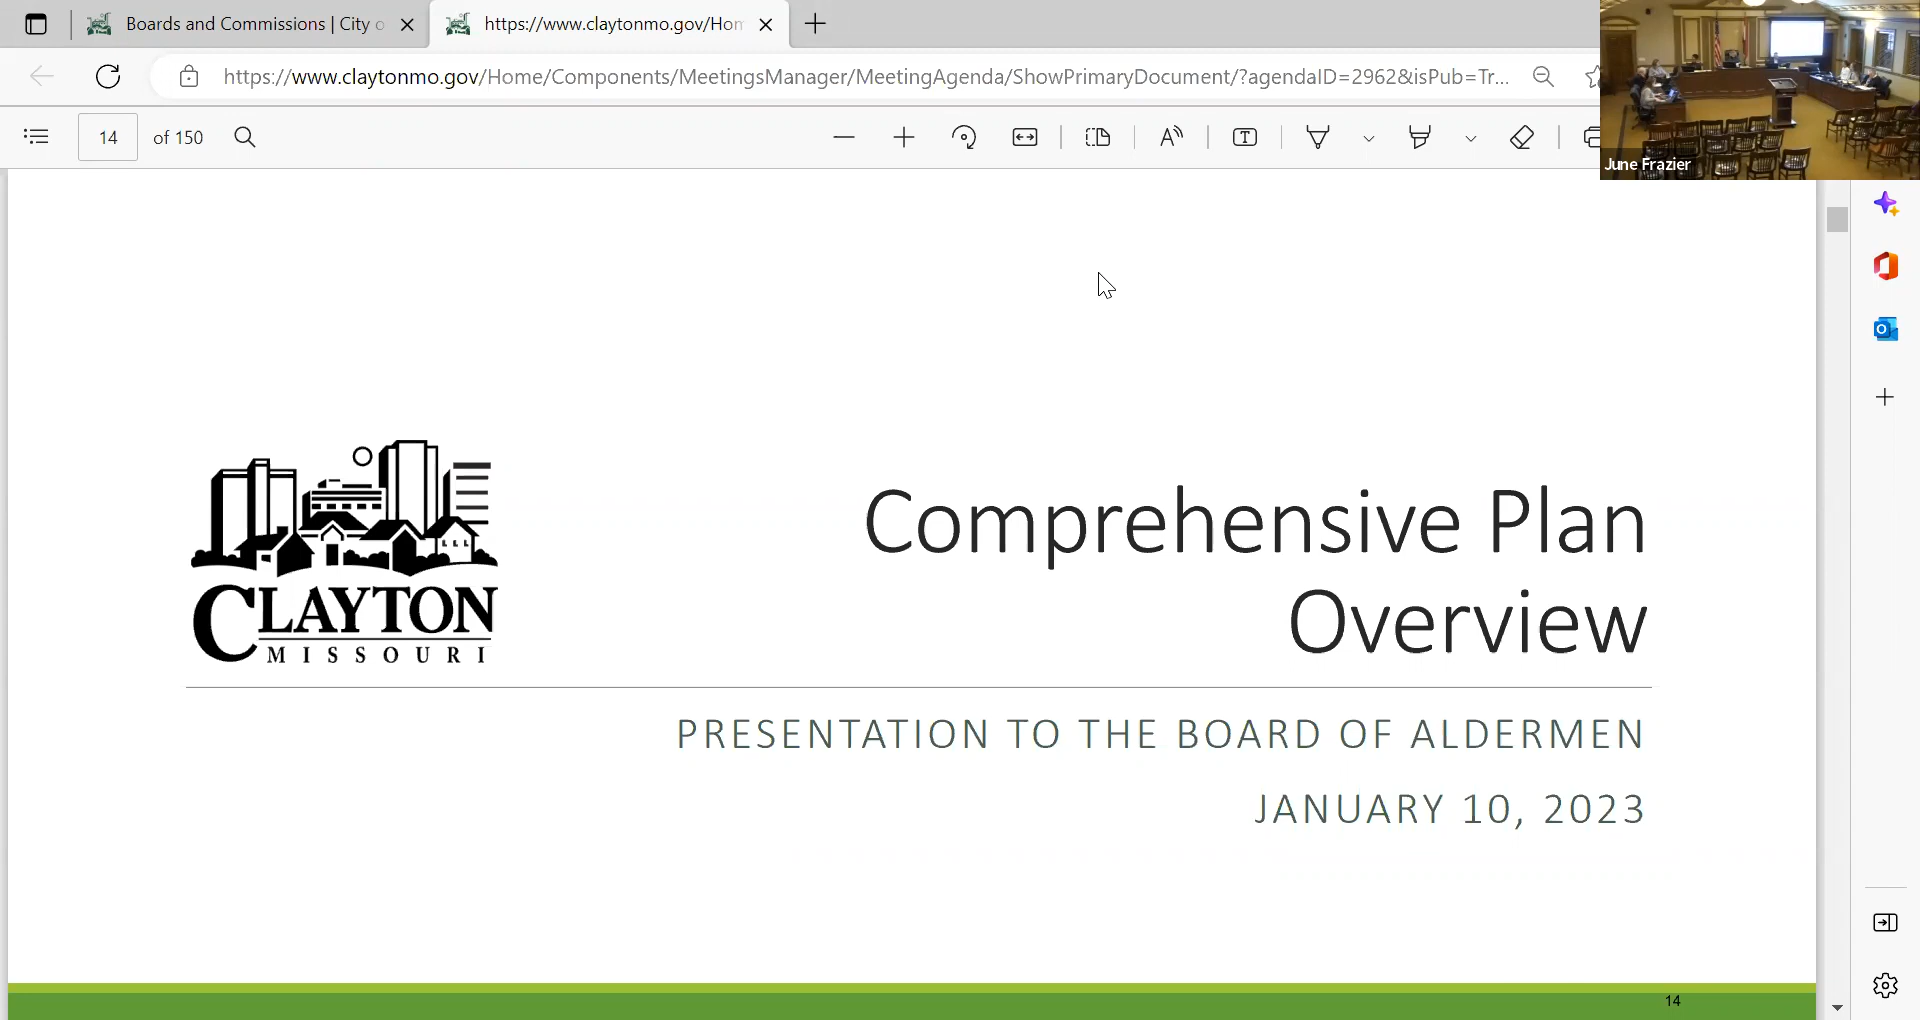 Boards and Commissions | City o
https://www.claytonmo.gov/Hom
https://www.claytonmo.gov/Home/Components/MeetingsManager/MeetingAgenda/ShowPrimaryDocument/?agendaID=2962&isPub=Tr...
14 of 150
June Frazier
CLAYTON
MISSOURI
Comprehensive Plan
Overview
PRESENTATION TO THE BOARD OF ALDERMEN
JANUARY 10, 2023
14